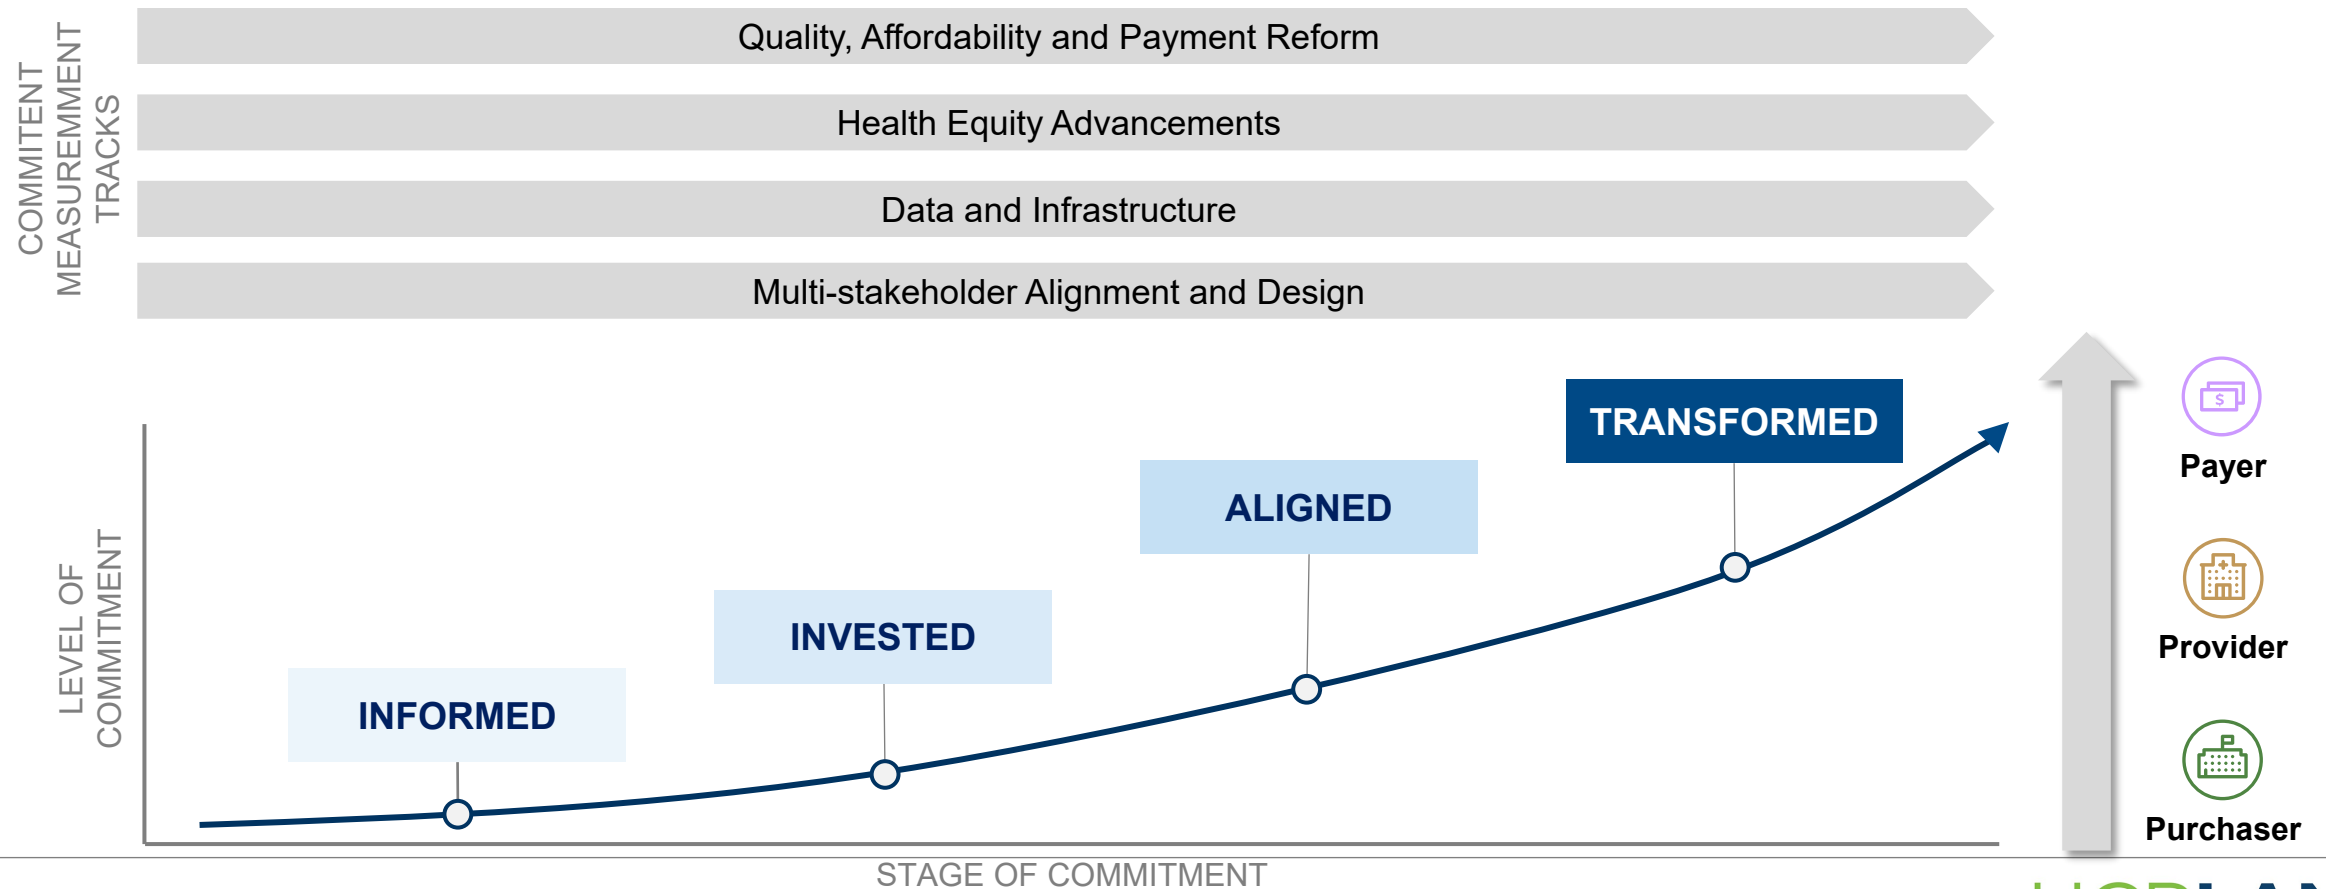 COMMITENT
MEASUREMMENT
TRACKS
Quality, Affordability and Payment Reform
Health Equity Advancements
Data and Infrastructure
Multi-stakeholder Alignment and Design
LEVEL OF
COMMITMENT
INFORMED
INVESTED
ALIGNED
TRANSFORMED
$
Payer
Provider
Purchaser
STAGE OF COMMITMENT